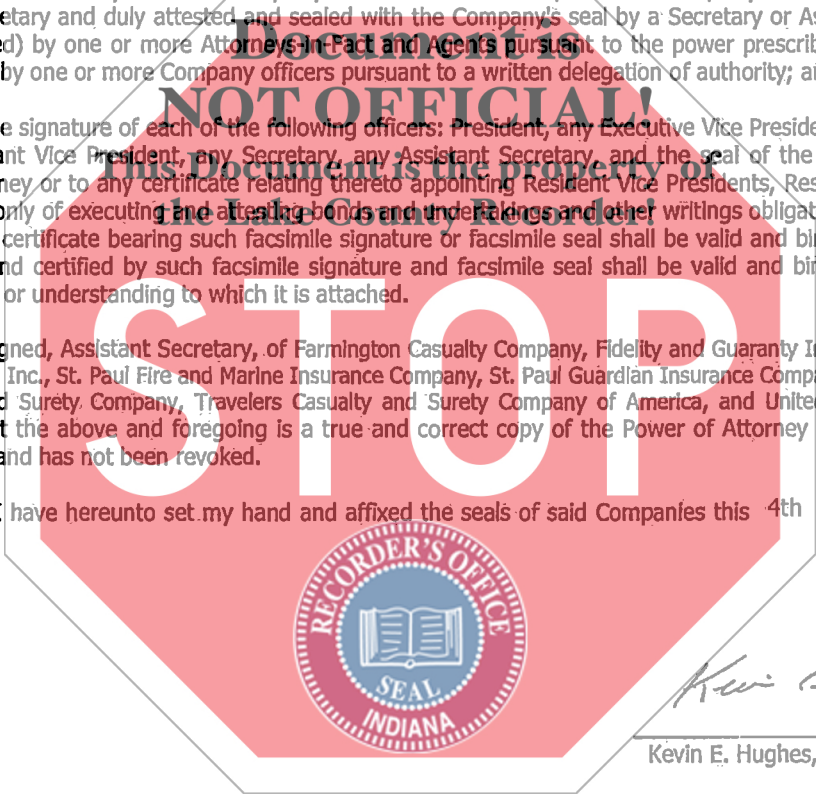 etary and duly attested and sealed with the Company's seal by a Secretary or As
ed) by one or more Attorneys-in-Fact and Agents pursuant to the power prescrib
by one or more Company officers pursuant to a written delegation of authority; a
Document is
NOT OFFICIAL!
This Document is the property of
the Lake County Recorder!
e signature of each of the following officers: President, any Executive Vice Preside
nt Vice President, any Secretary, any Assistant Secretary, and the seal of the
ney or to any certificate relating thereto appointing Resident Vice Presidents, Res
only of executing and attesting bonds and undertakings and other writings obligat
certificate bearing such facsimile signature or facsimile seal shall be valid and bi
nd certified by such facsimile signature and facsimile seal shall be valid and bin
or understanding to which it is attached.
STOP
gned, Assistant Secretary, of Farmington Casualty Company, Fidelity and Guaranty I
Inc., St. Paul Fire and Marine Insurance Company, St. Paul Guardian Insurance Comp
d Surety Company, Travelers Casualty and Surety Company of America, and United
t the above and foregoing is a true and correct copy of the Power of Attorney
and has not been revoked.
have hereunto set my hand and affixed the seals of said Companies this 4th
RECORDER'S OFFICE
SEAL
INDIANA
Kevin
Kevin E. Hughes,